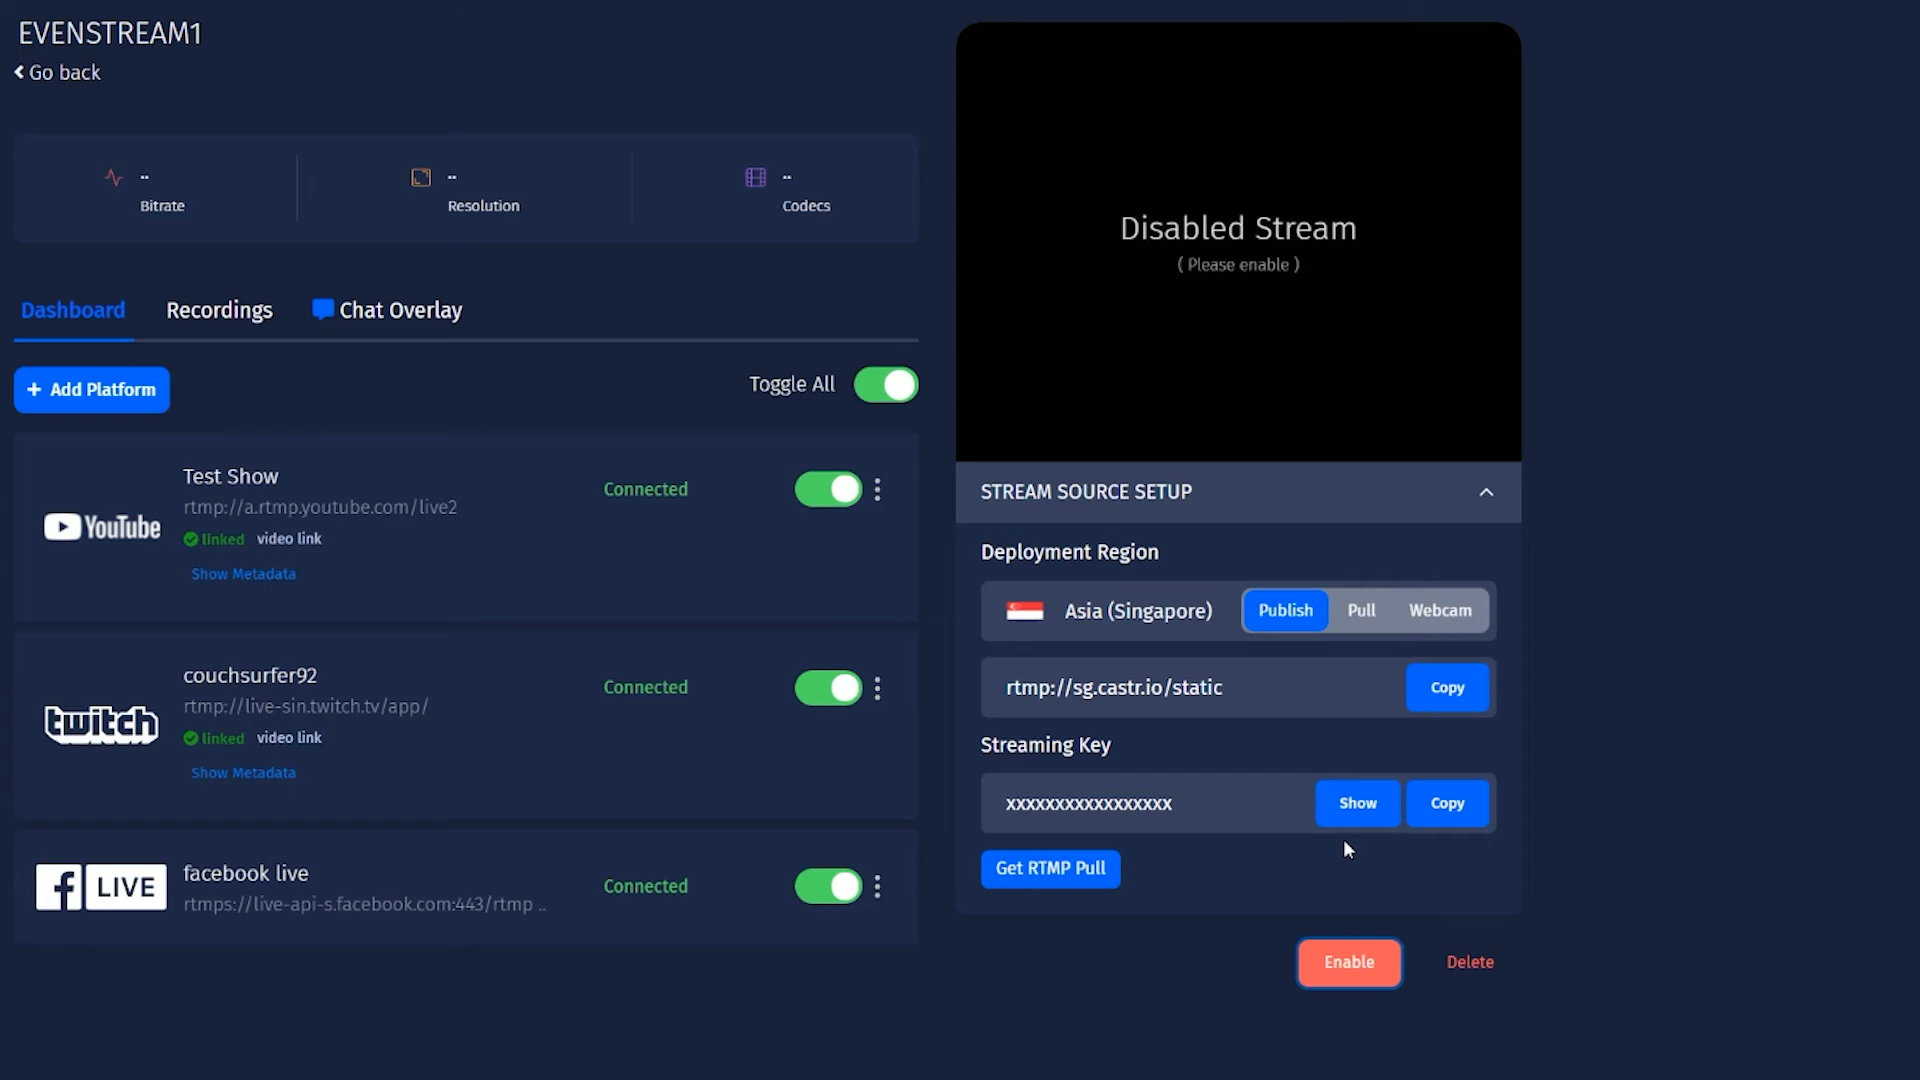 EVENSTREAM1
Go back
--
Bitrate
--
Resolution
--
Codecs
Dashboard
Recordings
Chat Overlay
+ Add Platform
Toggle All
YouTube
Test Show
rtmp://a.rtmp.youtube.com/live2
linked video link
Show Metadata
Connected
twitch
couchsurfer92
rtmp://live-sin.twitch.tv/app/
linked video link
Show Metadata
Connected
f LIVE
facebook live
rtmps://live-api-s.facebook.com:443/rtmp ..
Connected
Disabled Stream
( Please enable )
STREAM SOURCE SETUP
Deployment Region
Asia (Singapore)
Publish
Pull
Webcam
rtmp://sg.castr.io/static
Copy
Streaming Key
xxxxxxxxxxxxxxxxx
Show
Copy
Get RTMP Pull
Enable
Delete